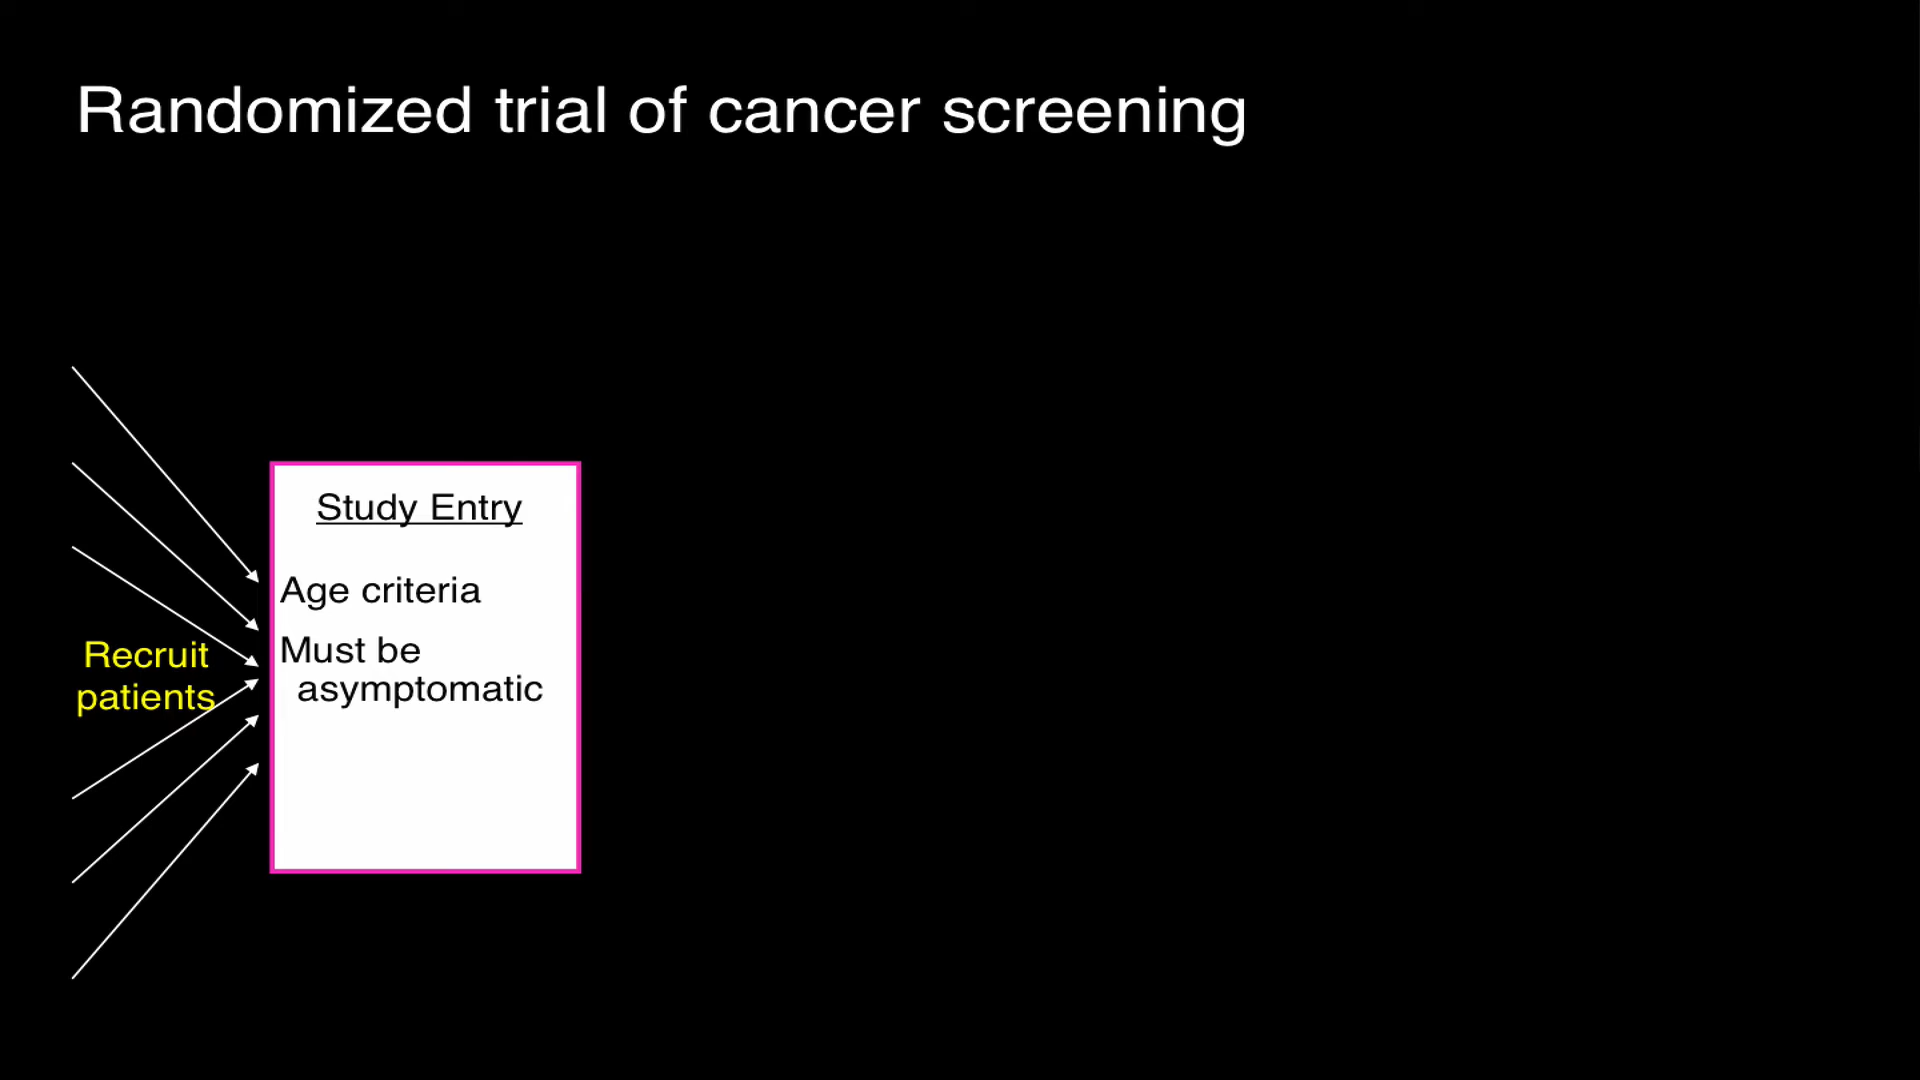 Randomized trial of cancer screening
Study Entry
Age criteria
Must be
asymptomatic
Recruit
patients